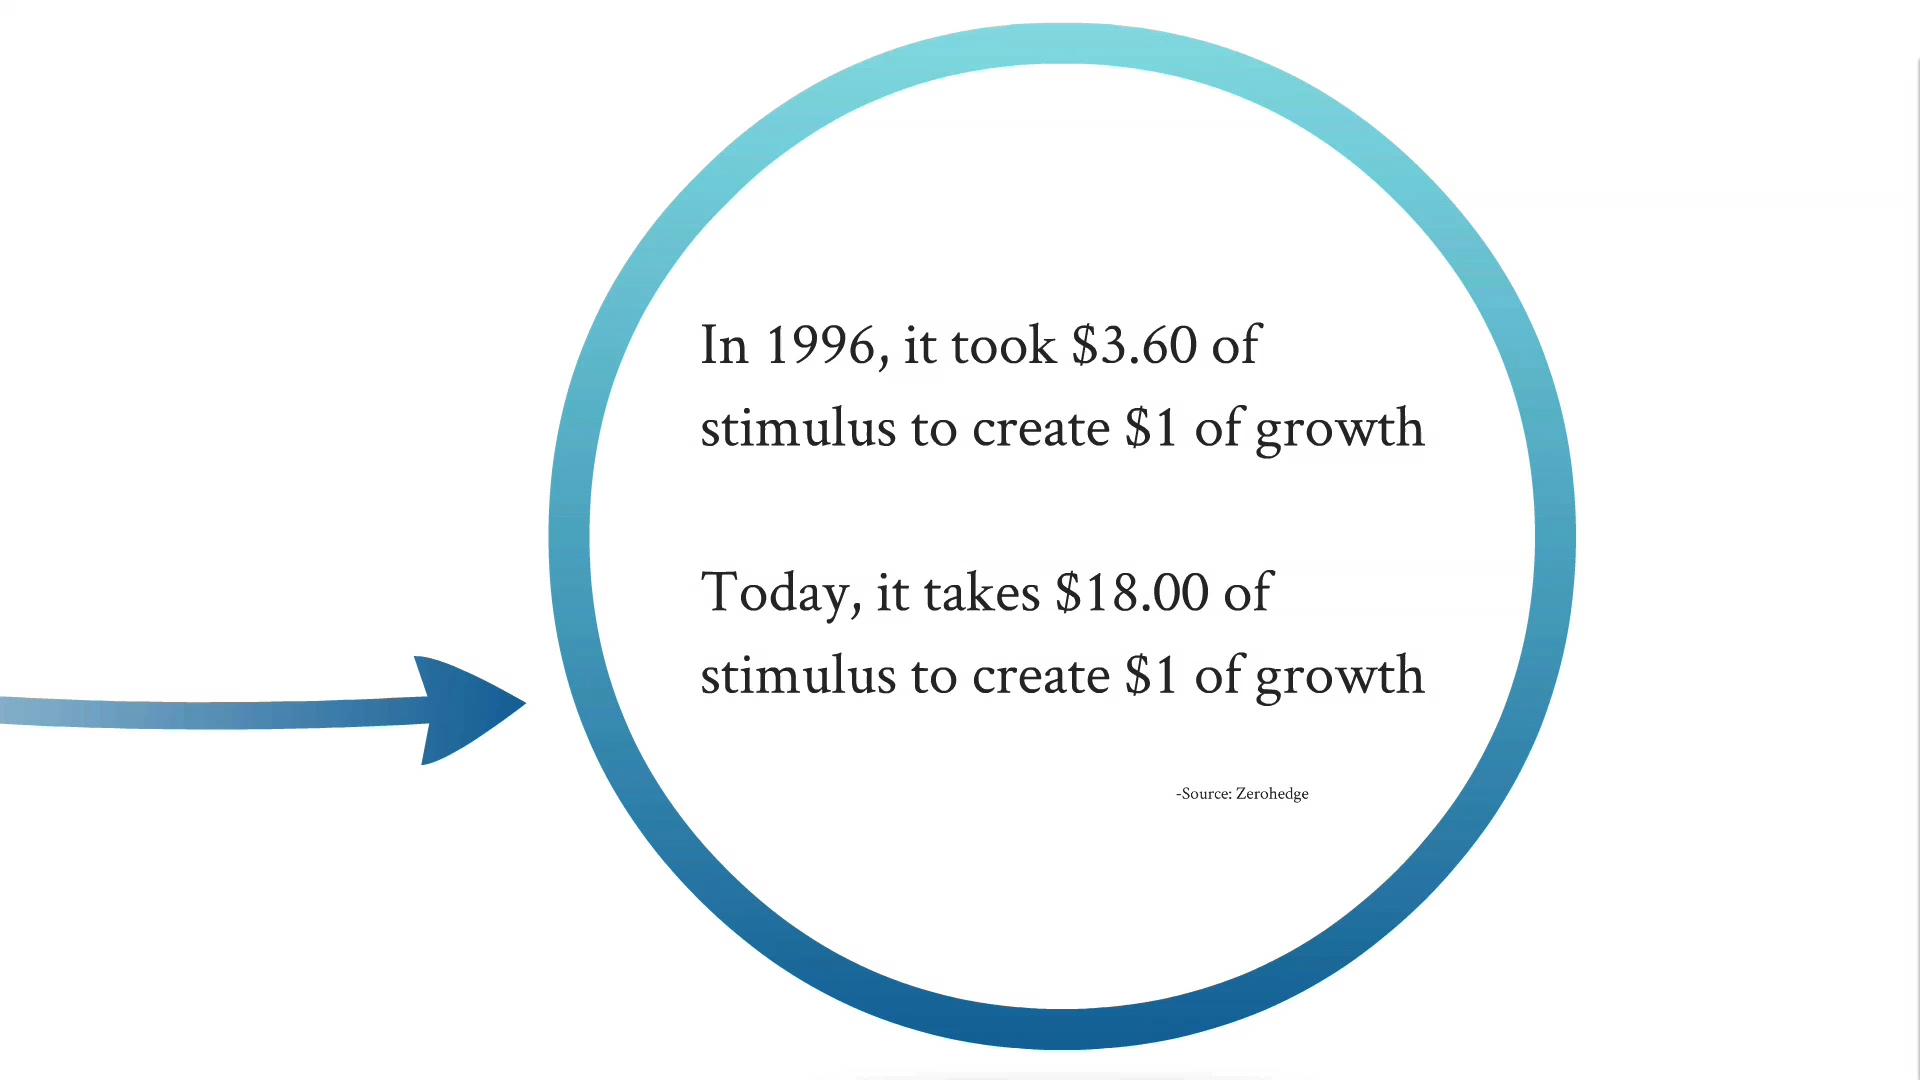 In 1996, it took $3.60 of
stimulus to create $1 of growth
Today, it takes $18.00 of
stimulus to create $1 of growth
-Source: Zerohedge